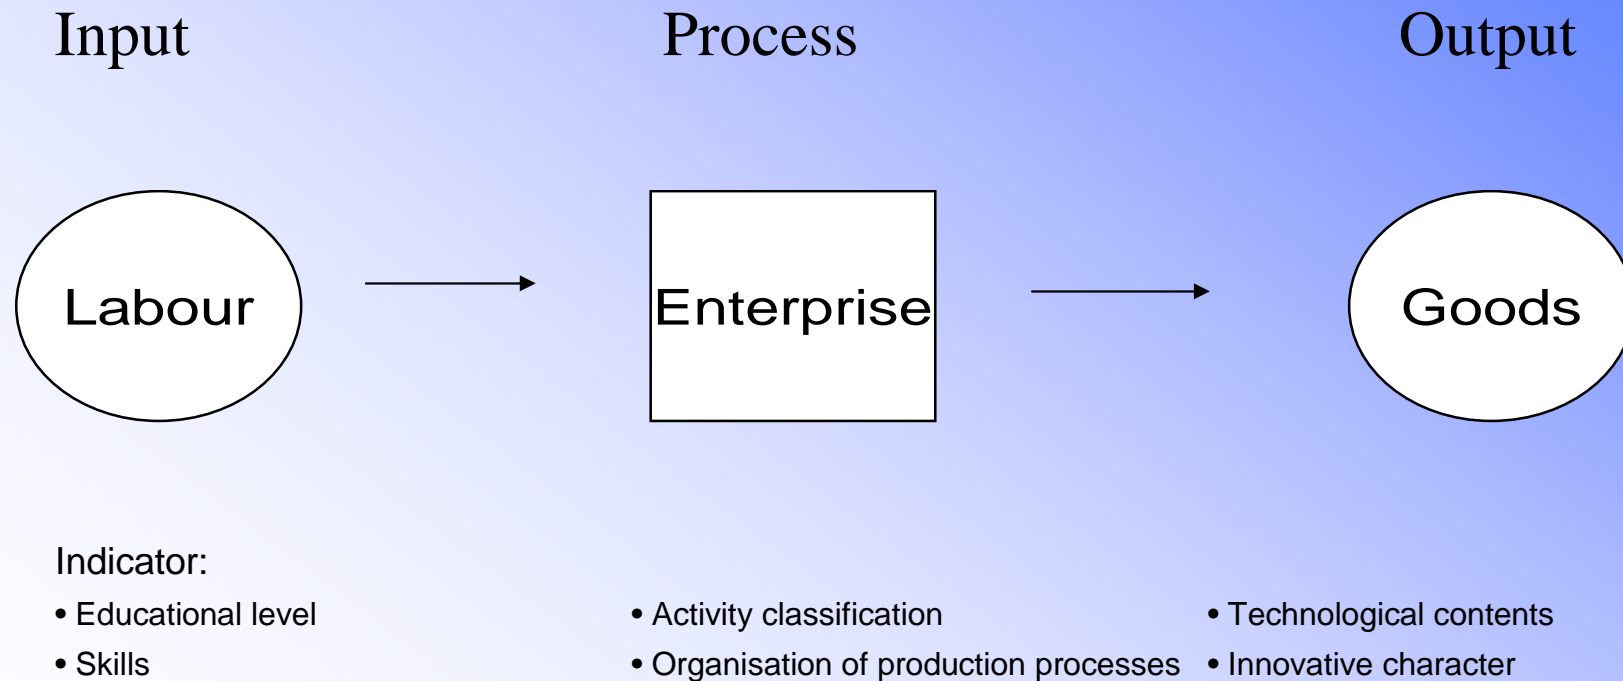 Input Process Output
Labour Enterprise Goods
Indicator:
• Educational level • Activity classification • Technological contents
• Skills • Organisation of production processes • Innovative character